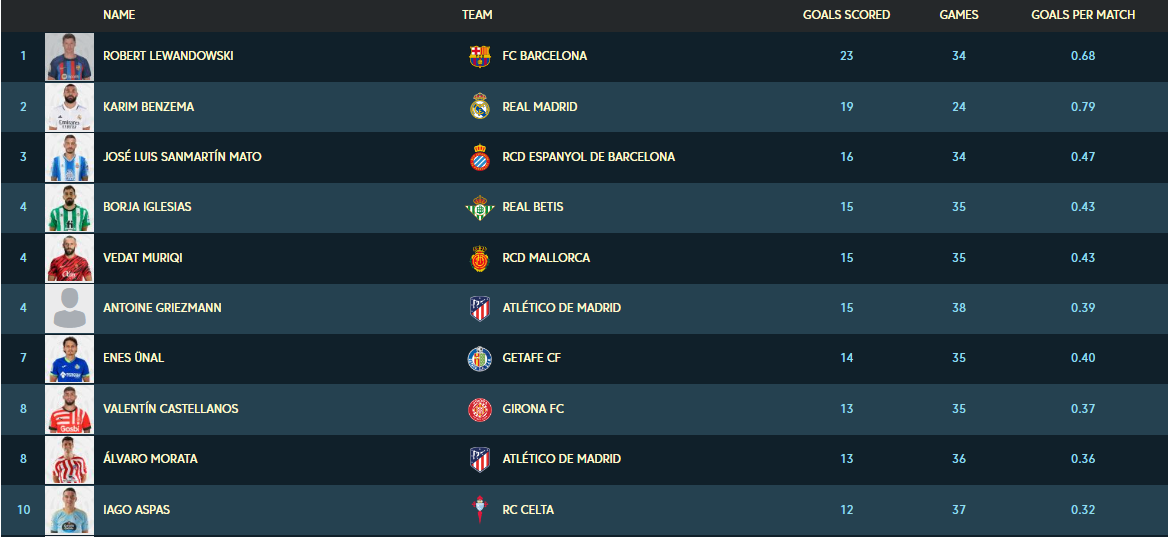 NAME TEAM GOALS SCORED GAMES GOALS PER MATCH
1 ROBERT LEWANDOWSKI FC BARCELONA 23 34 0.68
2 KARIM BENZEMA REAL MADRID 19 24 0.79
3 JOSÉ LUIS SANMARTÍN MATO RCD ESPANYOL DE BARCELONA 16 34 0.47
4 BORJA IGLESIAS REAL BETIS 15 35 0.43
4 VEDAT MURIQI RCD MALLORCA 15 35 0.43
4 ANTOINE GRIEZMANN ATLÉTICO DE MADRID 15 38 0.39
7 ENES ÜNAL GETAFE CF 14 35 0.40
8 VALENTÍN CASTELLANOS GIRONA FC 13 35 0.37
8 ÁLVARO MORATA ATLÉTICO DE MADRID 13 36 0.36
10 IAGO ASPAS RC CELTA 12 37 0.32